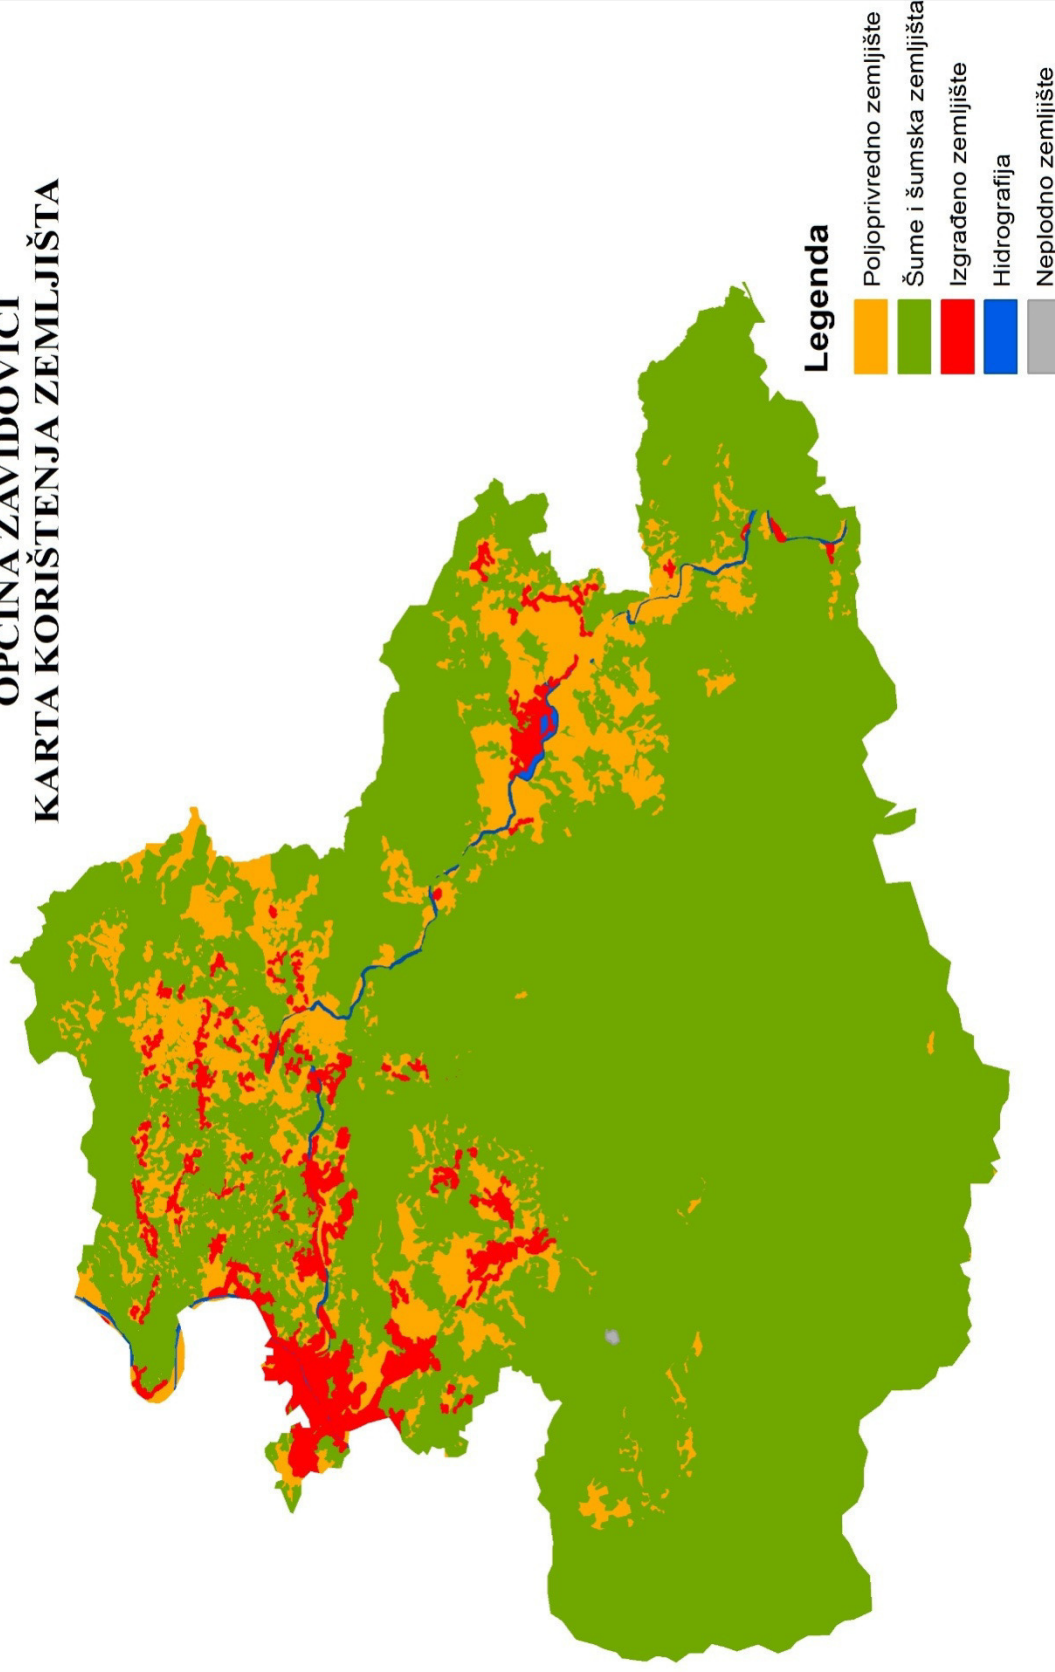 OPĆINA ZAVIDOVIĆI
KARTA KORIŠTENJA ZEMLJIŠTA
Legenda
Poljoprivredno zemljište
Šume i šumska zemljišta
Izgrađeno zemljište
Hidrografija
Neplodno zemljište